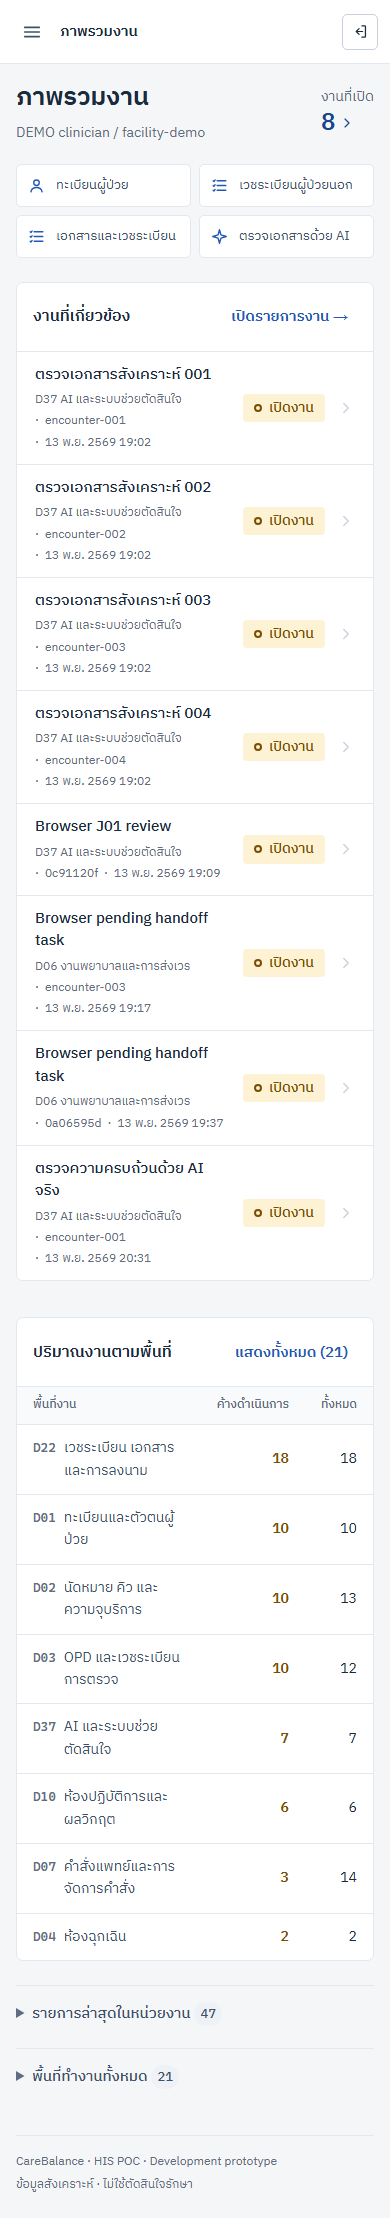 ภาพรวมงาน
ภาพรวมงาน
DEMO clinician / facility-demo
งานที่เปิด
8
ทะเบียนผู้ป่วย
เวชระเบียนผู้ป่วยนอก
เอกสารและเวชระเบียน
ตรวจเอกสารด้วย AI
งานที่เกี่ยวข้อง
เปิดรายการงาน →
ตรวจเอกสารสังเคราะห์ 001
D37 AI และระบบช่วยตัดสินใจ
· encounter-001
· 13 พ.ย. 2569 19:02
เปิดงาน
ตรวจเอกสารสังเคราะห์ 002
D37 AI และระบบช่วยตัดสินใจ
· encounter-002
· 13 พ.ย. 2569 19:02
เปิดงาน
ตรวจเอกสารสังเคราะห์ 003
D37 AI และระบบช่วยตัดสินใจ
· encounter-003
· 13 พ.ย. 2569 19:02
เปิดงาน
ตรวจเอกสารสังเคราะห์ 004
D37 AI และระบบช่วยตัดสินใจ
· encounter-004
· 13 พ.ย. 2569 19:02
เปิดงาน
Browser J01 review
D37 AI และระบบช่วยตัดสินใจ
· 0c91120f · 13 พ.ย. 2569 19:09
เปิดงาน
Browser pending handoff
task
D06 งานพยาบาลและการส่งเวร
· encounter-003
· 13 พ.ย. 2569 19:17
เปิดงาน
Browser pending handoff
task
D06 งานพยาบาลและการส่งเวร
· 0a06595d · 13 พ.ย. 2569 19:37
เปิดงาน
ตรวจความครบถ้วนด้วย AI
จริง
D37 AI และระบบช่วยตัดสินใจ
· encounter-001
· 13 พ.ย. 2569 20:31
เปิดงาน
ปริมาณงานตามพื้นที่
แสดงทั้งหมด (21)
พื้นที่งาน ค้างดำเนินการ ทั้งหมด
D22 เวชระเบียน เอกสาร
และการลงนาม
18 18
D01 ทะเบียนและตัวตนผู้
ป่วย
10 10
D02 นัดหมาย คิว และ
ความจุบริการ
10 13
D03 OPD และเวชระเบียน
การตรวจ
10 12
D37 AI และระบบช่วย
ตัดสินใจ
7 7
D10 ห้องปฏิบัติการและ
ผลวิกฤต
6 6
D07 คำสั่งแพทย์และการ
จัดการคำสั่ง
3 14
D04 ห้องฉุกเฉิน 2 2
รายการล่าสุดในหน่วยงาน 47
พื้นที่ทำงานทั้งหมด 21
CareBalance · HIS POC · Development prototype
ข้อมูลสังเคราะห์ · ไม่ใช้ตัดสินใจรักษา